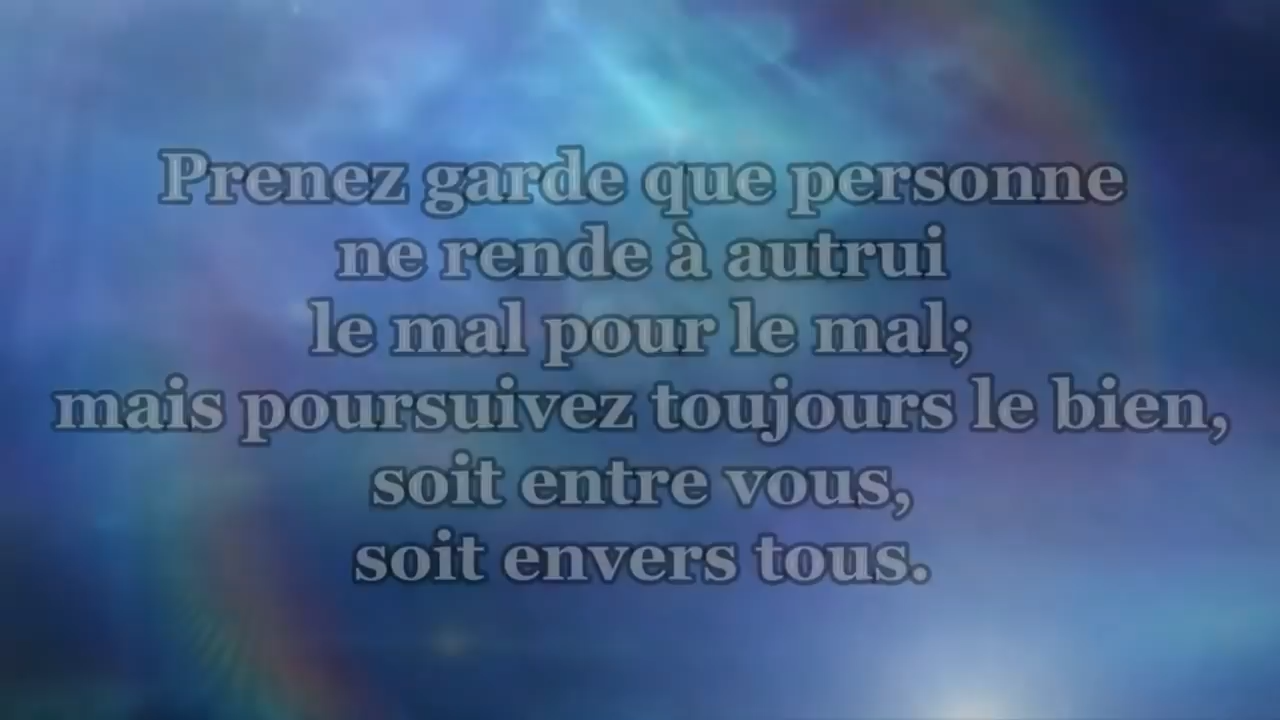 Prenez garde que personne
ne rende à autrui
le mal pour le mal;
mais poursuivez toujours le bien,
soit entre vous,
soit envers tous.